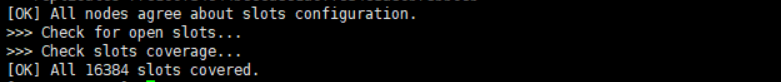 [OK] All nodes agree about slots configuration.
>>> Check for open slots...
>>> Check slots coverage...
[OK] All 16384 slots covered.